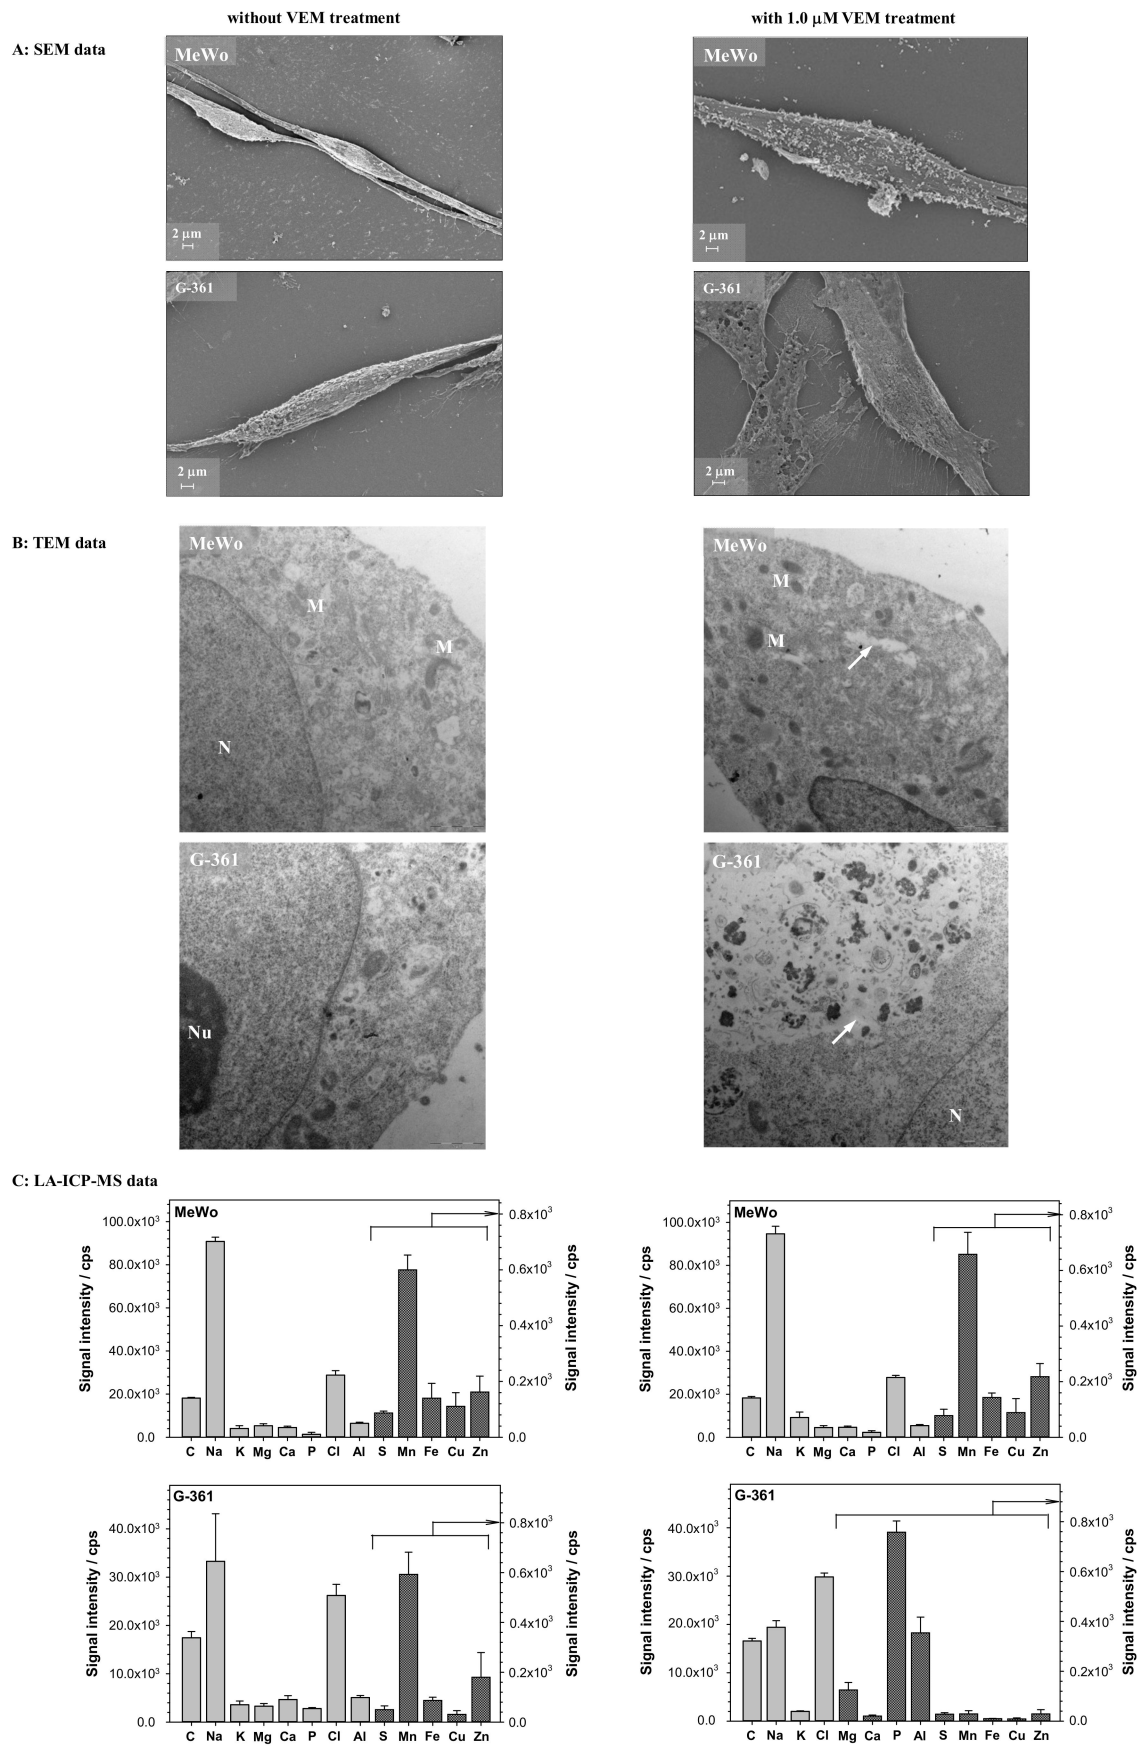 without VEM treatment
with 1.0 μM VEM treatment
A: SEM data
MeWo
2 μm
MeWo
2 μm
G-361
2 μm
G-361
2 μm
B: TEM data
MeWo
M
M
N
MeWo
M
M
G-361
Nu
G-361
N
C: LA-ICP-MS data
MeWo
Signal intensity / cps
100.0x10³
80.0x10³
60.0x10³
40.0x10³
20.0x10³
0.0
0.8x10³
0.6x10³
0.4x10³
0.2x10³
0.0
Signal intensity / cps
C Na K Mg Ca P Cl Al S Mn Fe Cu Zn
MeWo
Signal intensity / cps
100.0x10³
80.0x10³
60.0x10³
40.0x10³
20.0x10³
0.0
0.8x10³
0.6x10³
0.4x10³
0.2x10³
0.0
Signal intensity / cps
C Na K Mg Ca P Cl Al S Mn Fe Cu Zn
G-361
Signal intensity / cps
40.0x10³
30.0x10³
20.0x10³
10.0x10³
0.0
0.8x10³
0.6x10³
0.4x10³
0.2x10³
0.0
Signal intensity / cps
C Na K Mg Ca P Cl Al S Mn Fe Cu Zn
G-361
Signal intensity / cps
40.0x10³
30.0x10³
20.0x10³
10.0x10³
0.0
0.8x10³
0.6x10³
0.4x10³
0.2x10³
0.0
Signal intensity / cps
C Na K Cl Mg Ca P Al S Mn Fe Cu Zn